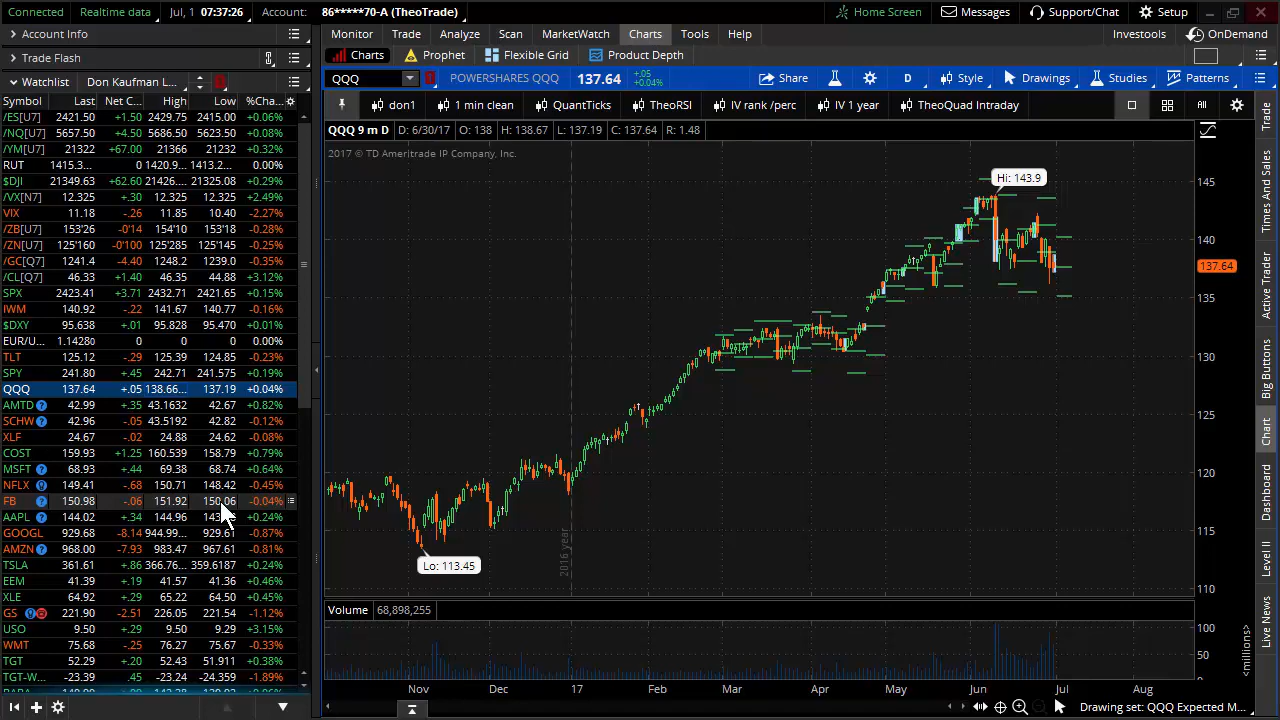 Connected Realtime data Jul, 1 07:37:26 Account: 86*****70-A (TheoTrade) Home Screen Messages Support/Chat Setup
Account Info
Trade Flash
Watchlist Don Kaufman L...
Monitor Trade Analyze Scan MarketWatch Charts Tools Help Investools OnDemand
Charts Prophet Flexible Grid Product Depth
QQQ POWERSHARES QQQ 137.64 +.05 +0.04% Share D Style Drawings Studies Patterns
don1 1 min clean QuantTicks TheoRSI IV rank /perc IV 1 year TheoQuad Intraday
QQQ 9 m D D: 6/30/17 O: 138 H: 138.67 L: 137.19 C: 137.64 R: 1.48
2017 © TD Ameritrade IP Company, Inc.
Symbol Last Net C... High Low %Cha...
/ES[U7] 2421.50 +1.50 2429.75 2415.00 +0.06%
/NQ[U7] 5657.50 +4.50 5686.50 5623.50 +0.08%
/YM[U7] 21322 +67.00 21366 21232 +0.32%
RUT 1415.3... 0 1420.9... 1413.2... 0.00%
$DJI 21349.63 +62.60 21426.... 21325.08 +0.29%
/VX[N7] 12.325 +.30 12.325 12.325 +2.49%
VIX 11.18 -.26 11.85 10.40 -2.27%
/ZB[U7] 153'26 -0'14 154'10 153'18 -0.28%
/ZN[U7] 125'160 -0'100 125'285 125'145 -0.25%
/GC[Q7] 1241.4 -4.40 1248.2 1239.0 -0.35%
/CL[Q7] 46.33 +1.40 46.35 44.88 +3.12%
SPX 2423.41 +3.71 2432.71 2421.65 +0.15%
IWM 140.92 -.22 141.67 140.77 -0.16%
$DXY 95.638 +.01 95.828 95.470 +0.01%
EUR/U... 1.142... 0 0 0 0.00%
TLT 125.12 -.29 125.39 124.85 -0.23%
SPY 241.80 +.45 242.71 241.575 +0.19%
QQQ 137.64 +.05 138.66... 137.19 +0.04%
AMTD 42.99 +.35 43.1632 42.67 +0.82%
SCHW 42.96 -.05 43.5192 42.82 -0.12%
XLF 24.67 -.02 24.88 24.62 -0.08%
COST 159.93 +1.25 160.539 158.79 +0.79%
MSFT 68.93 +.44 69.38 68.74 +0.64%
NFLX 149.41 -.68 150.71 148.42 -0.45%
FB 150.98 -.06 151.92 150.06 -0.04%
AAPL 144.02 +.34 144.96 +0.24%
GOOGL 929.68 -8.14 944.99... 929.61 -0.87%
AMZN 968.00 -7.93 983.47 967.61 -0.81%
TSLA 361.61 +.86 366.76... 359.6187 +0.24%
EEM 41.39 +.19 41.57 41.36 +0.46%
XLE 64.92 +.29 65.22 64.50 +0.45%
GS 221.90 -2.51 226.05 221.54 -1.12%
USO 9.50 +.29 9.50 9.29 +3.15%
WMT 75.68 -.25 76.27 75.67 -0.33%
TGT 52.29 +.20 52.43 51.911 +0.38%
TGT-W... -23.39 .45 -23.24 -24.359 -1.89%
Hi: 143.9
145
140
137.64
135
130
125
120
115
110
Lo: 113.45
2016 year
Volume 68,898,255
100
50
0
<millions>
Nov Dec 17 Feb Mar Apr May Jun Jul Aug
Drawing set: QQQ Expected M...
Trade
Times And Sales
Active Trader
Big Buttons
Chart
Dashboard
Level II
Live News